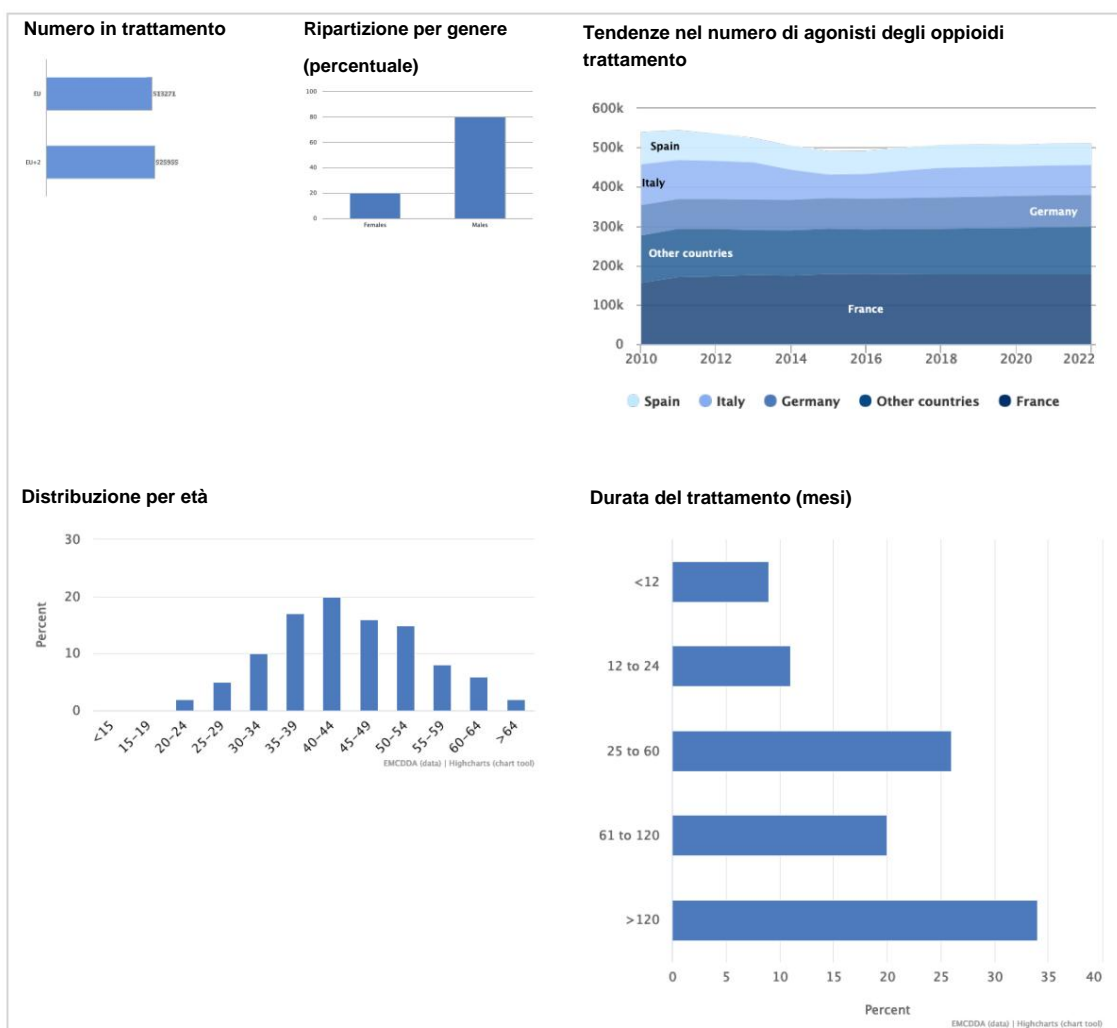 Numero in trattamento
EU
513271
EU+2
525955
Ripartizione per genere
(percentuale)
100
80
60
40
20
0
Females
Males
Tendenze nel numero di agonisti degli oppioidi
trattamento
600k
500k
400k
300k
200k
100k
0
Spain
Italy
Germany
Other countries
France
2010
2012
2014
2016
2018
2020
2022
Spain
Italy
Germany
Other countries
France
Distribuzione per età
Percent
30
20
10
0
<15
15–19
20–24
25–29
30–34
35–39
40–44
45–49
50–54
55–59
60–64
>64
EMCDDA (data) | Highcharts (chart tool)
Durata del trattamento (mesi)
<12
12 to 24
25 to 60
61 to 120
>120
0
5
10
15
20
25
30
35
40
Percent
EMCDDA (data) | Highcharts (chart tool)